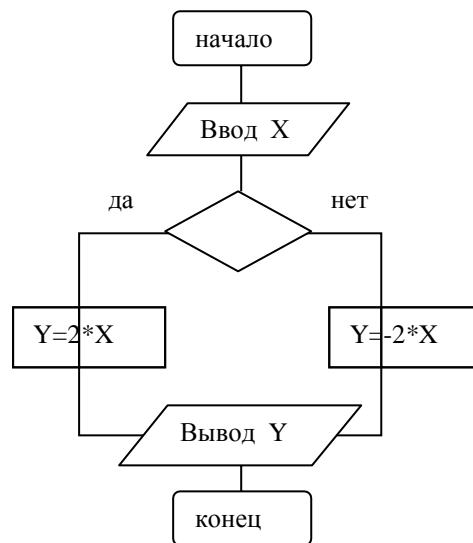 начало
Ввод X
да
нет
Y=2*X
Y=-2*X
Вывод Y
конец